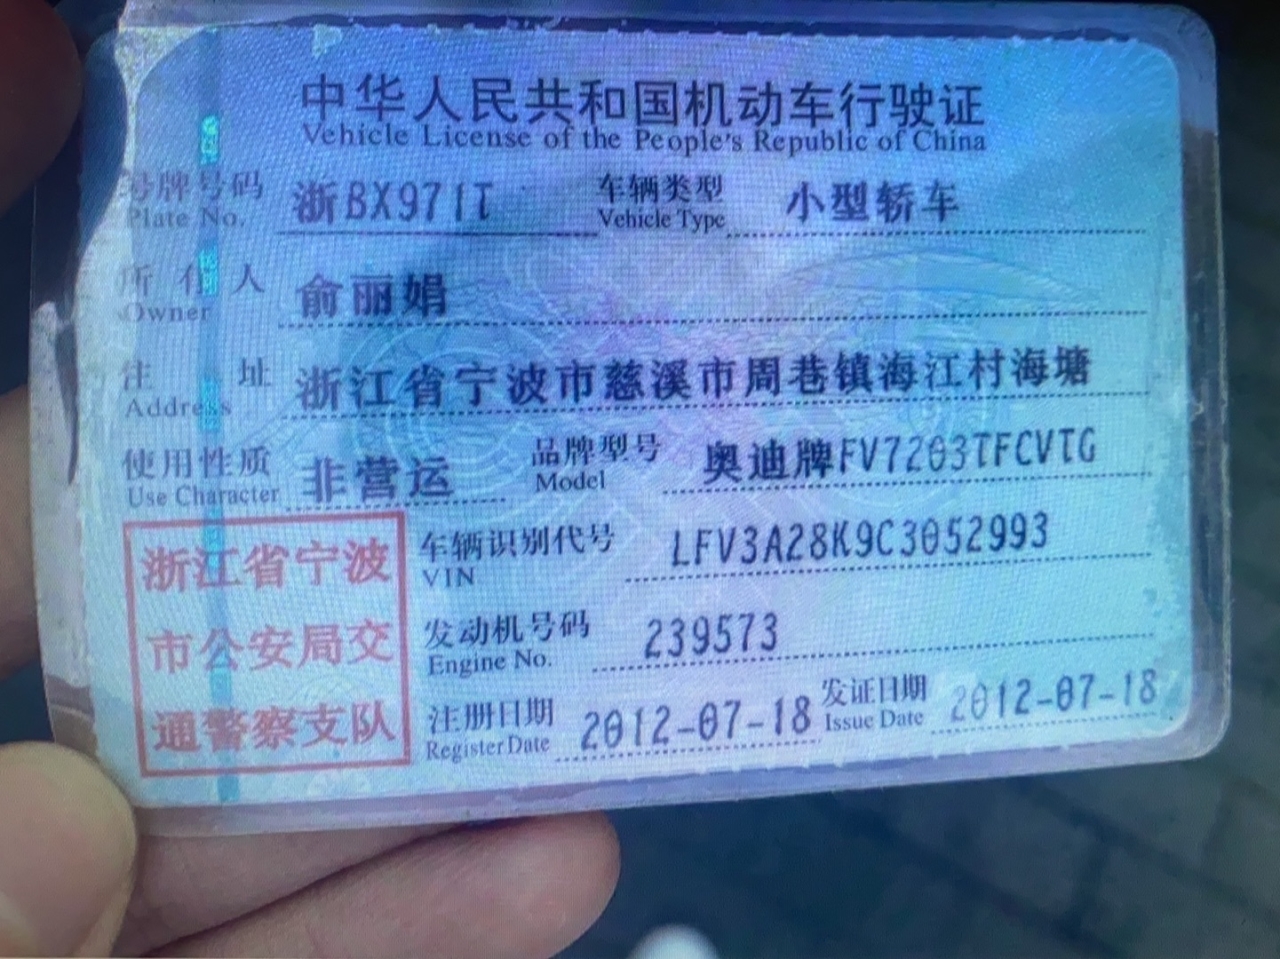 中华人民共和国机动车行驶证
Vehicle License of the People's Republic of China
号牌号码 浙BX971T 车辆类型 小型轿车
Plate No. Vehicle Type
所有人 俞丽娟
Owner
注址 浙江省宁波市慈溪市周巷镇海江村海塘
Address
使用性质 非营运 品牌型号 奥迪牌FV7203TFCVTG
Use Character Model
浙江省宁波
市公安局交
通警察支队
车辆识别代号 LFV3A28K9C3052993
VIN
发动机号码 239573
Engine No.
注册日期 2012-07-18 发证日期 2012-07-18
Register Date Issue Date